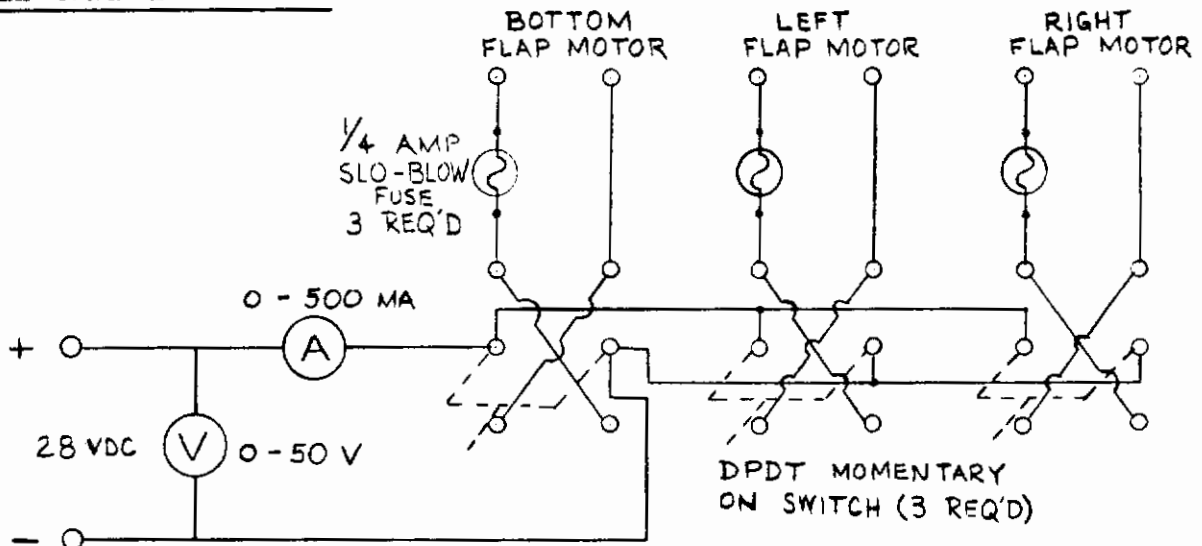 BOTTOM
FLAP MOTOR
LEFT
FLAP MOTOR
RIGHT
FLAP MOTOR
1/4 AMP
SLO-BLOW
FUSE
3 REQ'D
0 - 500 MA
+
A
28 VDC
V
0 - 50 V
-
DPDT MOMENTARY
ON SWITCH (3 REQ'D)